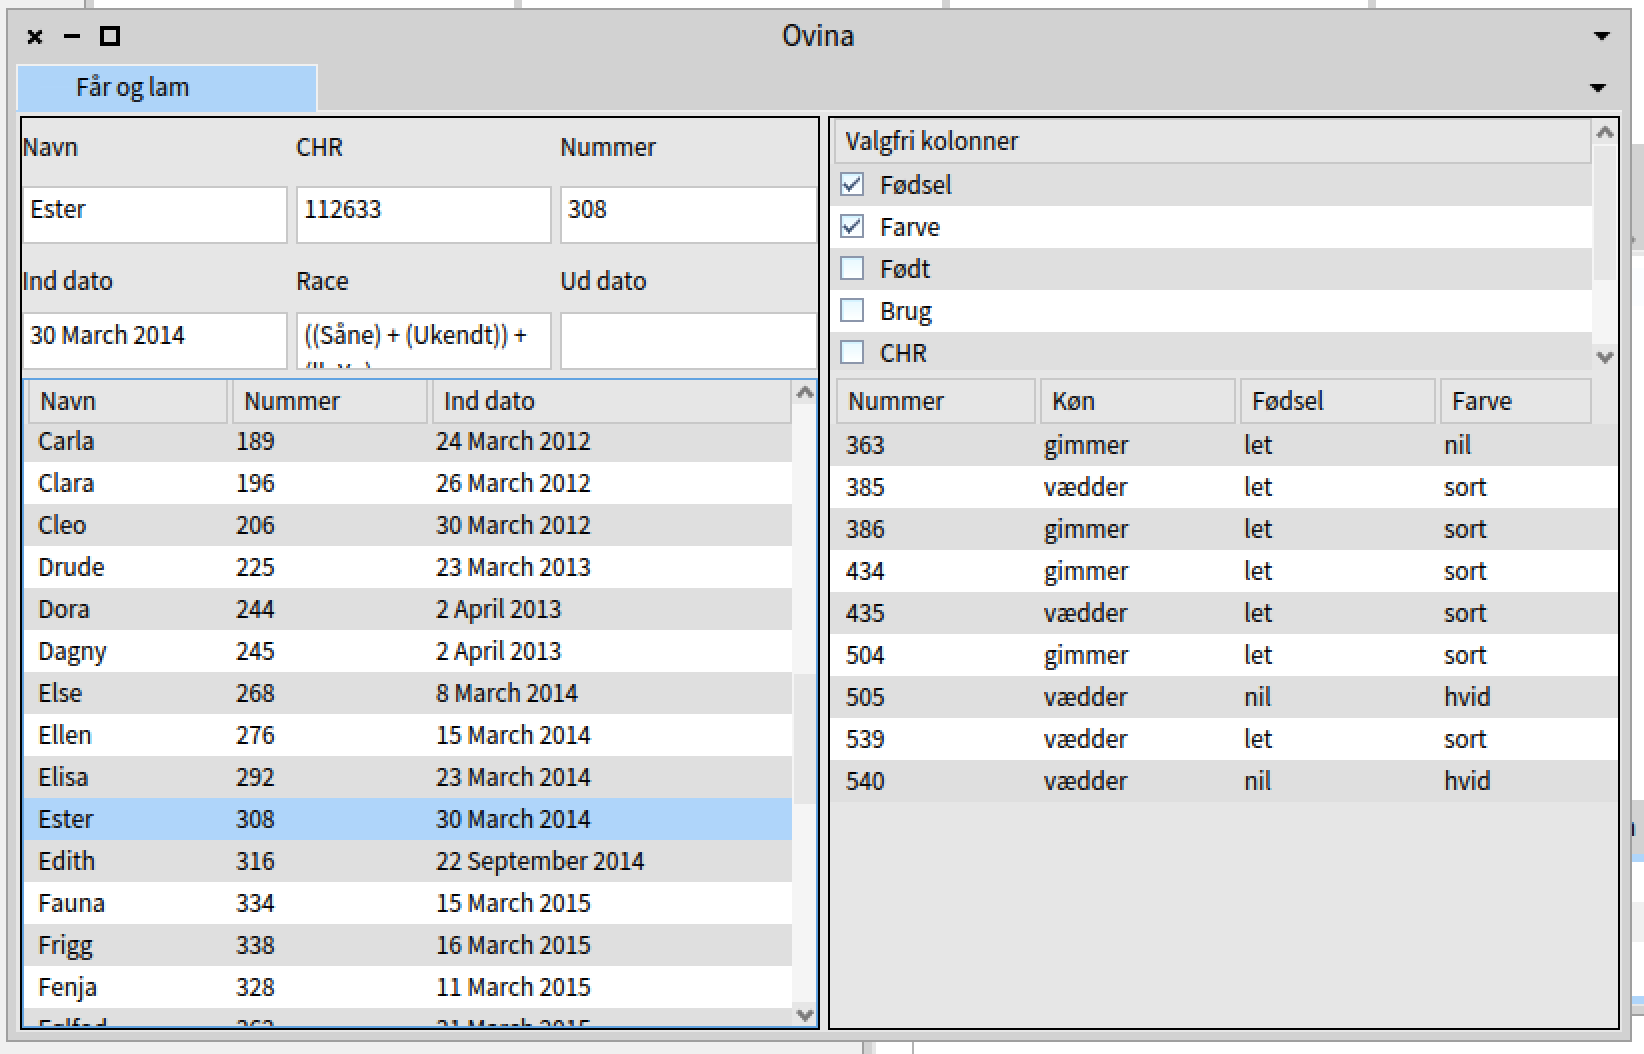 Ovina
Får og lam
Navn CHR Nummer
Ester 112633 308
Ind dato Race Ud dato
30 March 2014 ((Såne) + (Ukendt)) +
Navn Nummer Ind dato
Carla 189 24 March 2012
Clara 196 26 March 2012
Cleo 206 30 March 2012
Drude 225 23 March 2013
Dora 244 2 April 2013
Dagny 245 2 April 2013
Else 268 8 March 2014
Ellen 276 15 March 2014
Elisa 292 23 March 2014
Ester 308 30 March 2014
Edith 316 22 September 2014
Fauna 334 15 March 2015
Frigg 338 16 March 2015
Fenja 328 11 March 2015
Valgfri kolonner
Fødsel
Farve
Født
Brug
CHR
Nummer Køn Fødsel Farve
363 gimmer let nil
385 vædder let sort
386 gimmer let sort
434 gimmer let sort
435 vædder let sort
504 gimmer let sort
505 vædder nil hvid
539 vædder let sort
540 vædder nil hvid